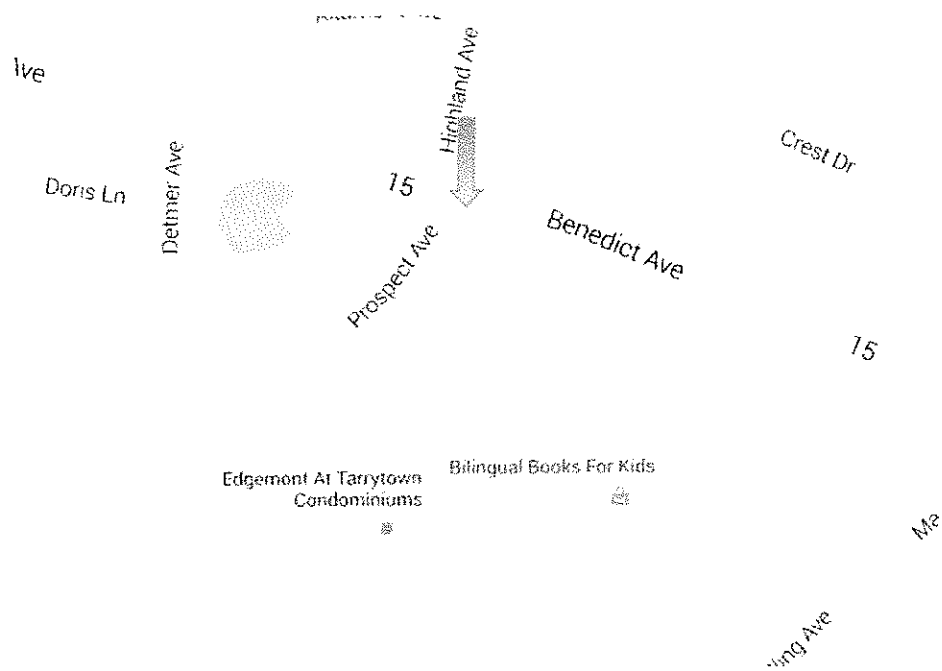 Highland Ave
Crest Dr
Doris Ln
Detmer Ave
15
Benedict Ave
Prospect Ave
15
Edgemont At Tarrytown
Condominiums
Bilingual Books For Kids